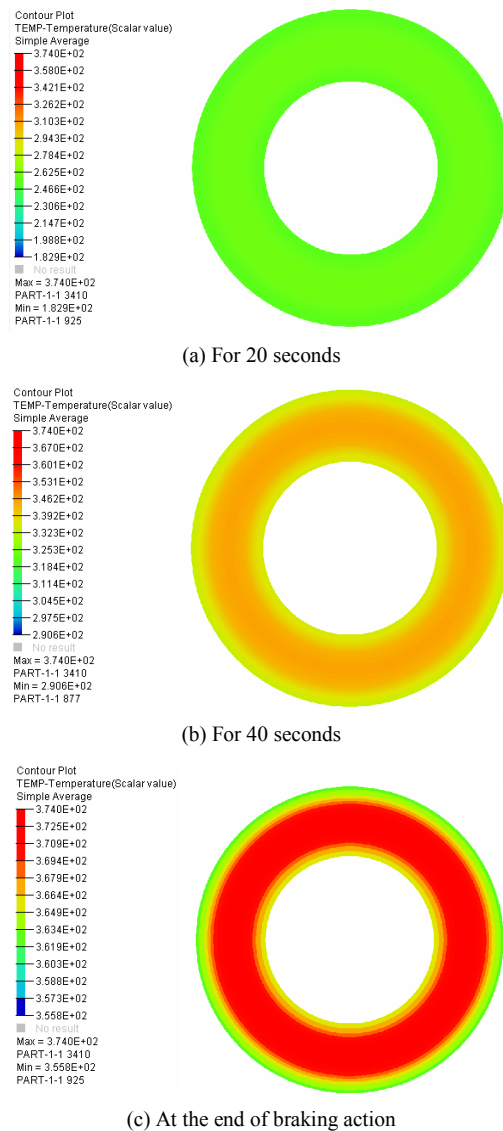 Contour Plot
TEMP-Temperature(Scalar value)
Simple Average
3.740E+02
3.580E+02
3.421E+02
3.262E+02
3.103E+02
2.943E+02
2.784E+02
2.625E+02
2.466E+02
2.306E+02
2.147E+02
1.988E+02
1.829E+02
No result
Max = 3.740E+02
PART-1-1 3410
Min = 1.829E+02
PART-1-1 925
(a) For 20 seconds
Contour Plot
TEMP-Temperature(Scalar value)
Simple Average
3.740E+02
3.670E+02
3.601E+02
3.531E+02
3.462E+02
3.392E+02
3.323E+02
3.253E+02
3.184E+02
3.114E+02
3.045E+02
2.975E+02
2.906E+02
No result
Max = 3.740E+02
PART-1-1 3410
Min = 2.906E+02
PART-1-1 877
(b) For 40 seconds
Contour Plot
TEMP-Temperature(Scalar value)
Simple Average
3.740E+02
3.725E+02
3.709E+02
3.694E+02
3.679E+02
3.664E+02
3.649E+02
3.634E+02
3.619E+02
3.603E+02
3.588E+02
3.573E+02
3.558E+02
No result
Max = 3.740E+02
PART-1-1 3410
Min = 3.558E+02
PART-1-1 925
(c) At the end of braking action